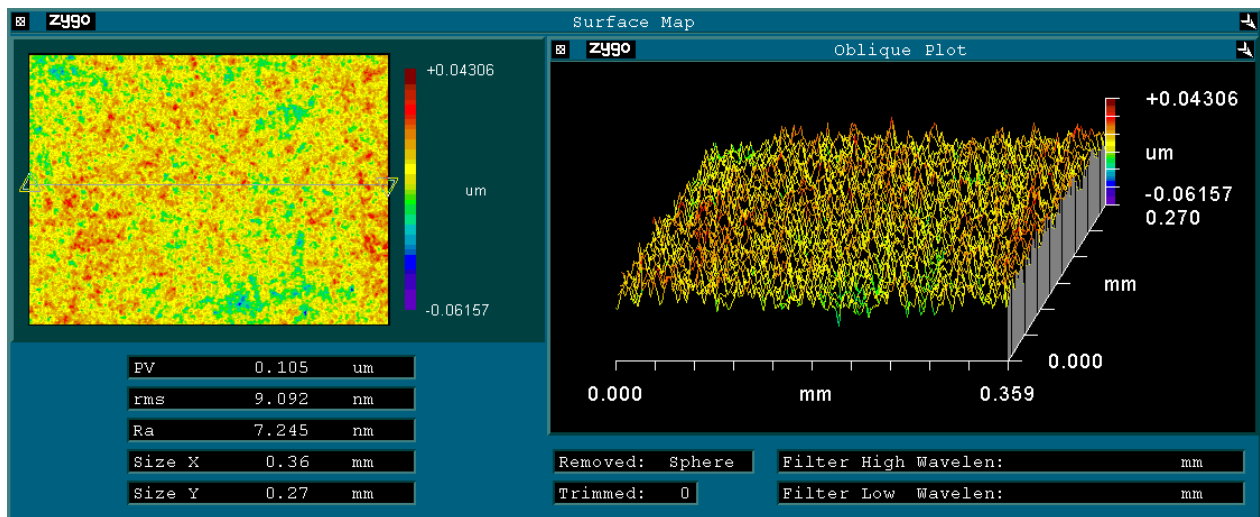 zygo Surface Map
+0.04306
um
-0.06157
zygo Oblique Plot
+0.04306
um
-0.06157
0.270
mm
0.000
0.000 mm 0.359
PV 0.105 um
rms 9.092 nm
Ra 7.245 nm
Size X 0.36 mm
Size Y 0.27 mm
Removed: Sphere
Trimmed: 0
Filter High Wavelen: mm
Filter Low Wavelen: mm